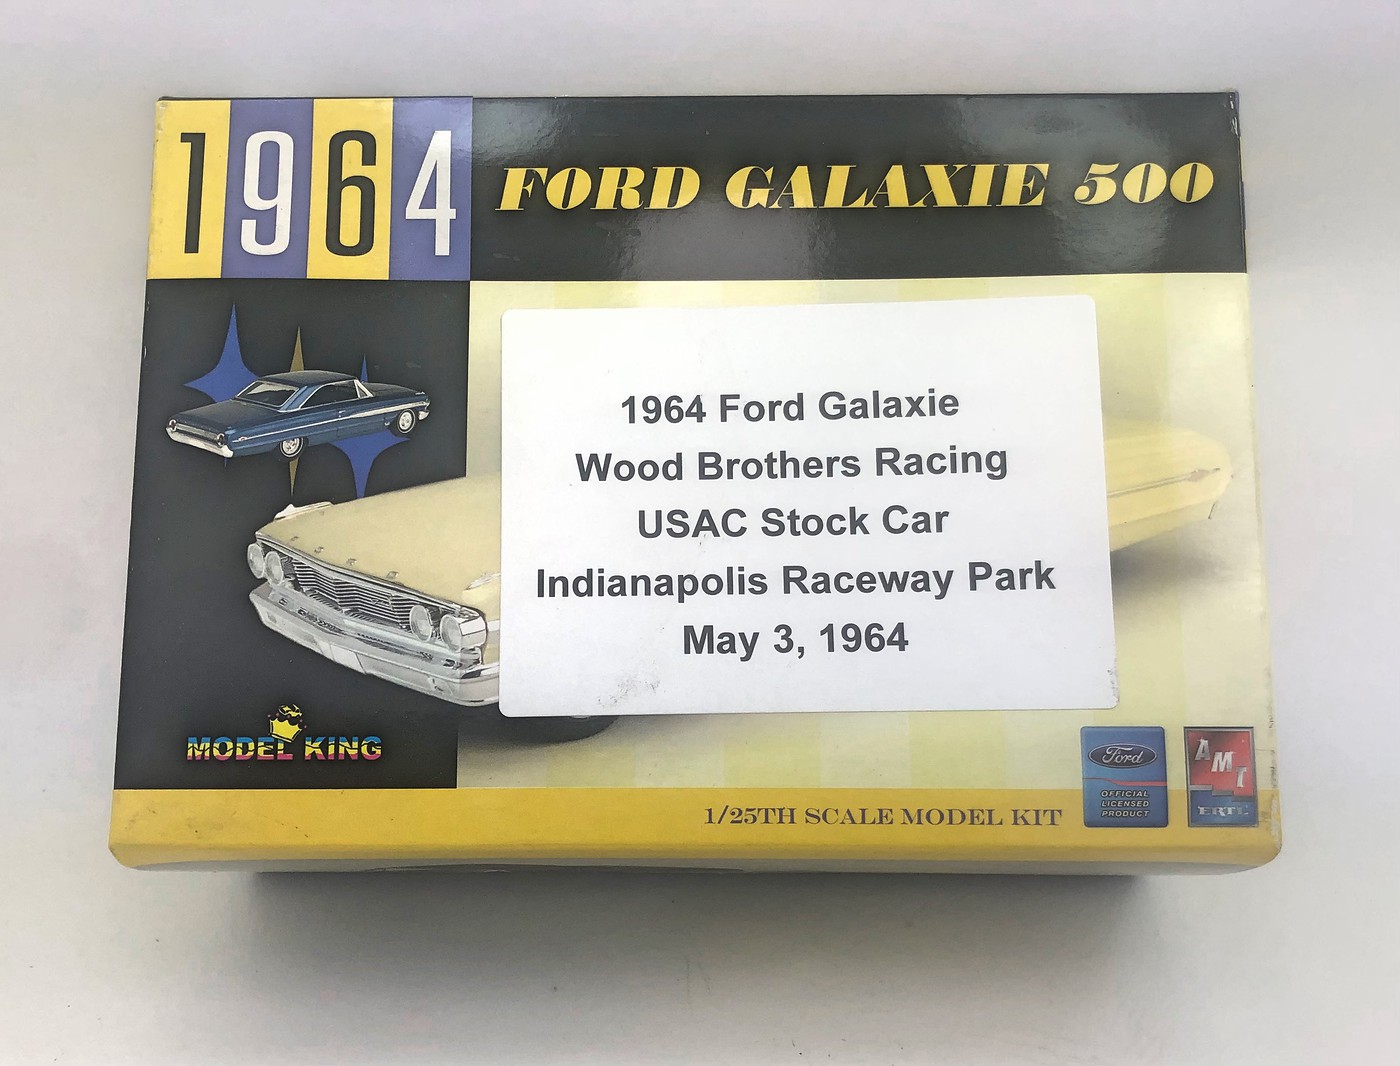 1964
FORD GALAXIE 500
1964 Ford Galaxie
Wood Brothers Racing
USAC Stock Car
Indianapolis Raceway Park
May 3, 1964
MODEL KING
1/25TH SCALE MODEL KIT
Ford
OFFICIAL
LICENSED
PRODUCT
AMT
ERTL